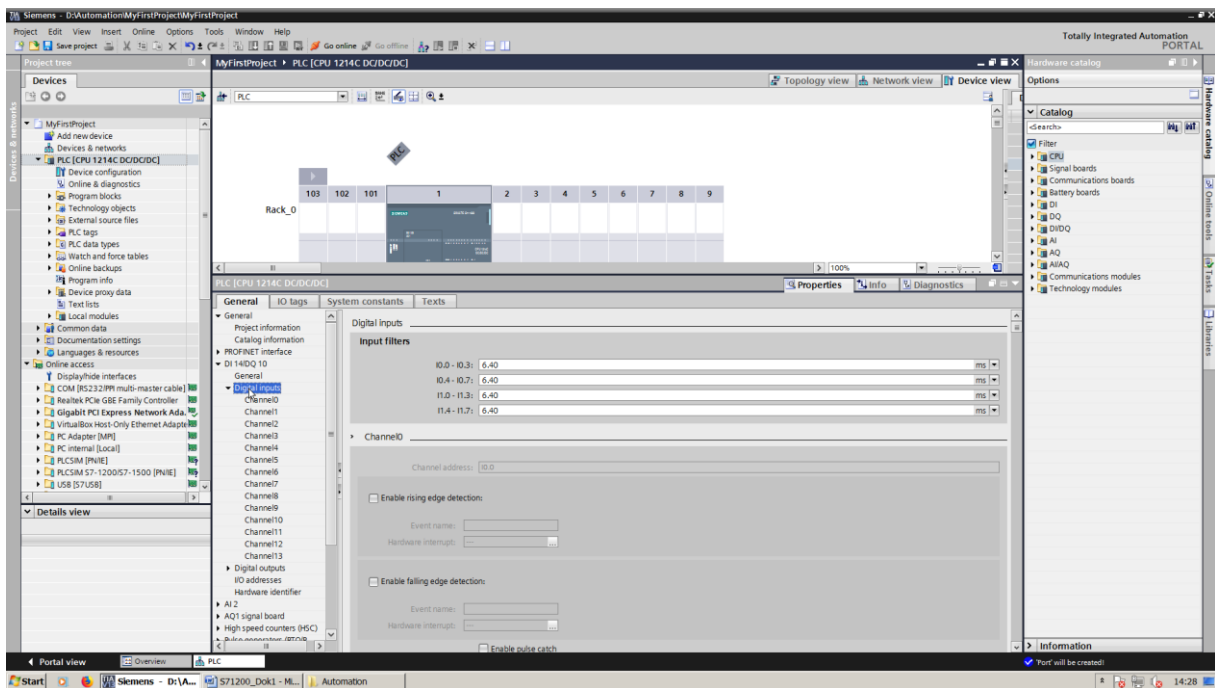 Siemens - D:\Automation\MyFirstProject\MyFirstProject
Project Edit View Insert Online Options Tools Window Help
Save project Go online Go offline
Totally Integrated Automation
PORTAL
Project tree
Devices
MyFirstProject
Add new device
Devices & networks
PLC [CPU 1214C DC/DC/DC]
Device configuration
Online & diagnostics
Program blocks
Technology objects
External source files
PLC tags
PLC data types
Watch and force tables
Online backups
Program info
Device proxy data
Text lists
Local modules
Common data
Documentation settings
Languages & resources
Online access
Display/hide interfaces
COM [RS232/PPI multi-master cable]
Realtek PCIe GBE Family Controller
Gigabit PCI Express Network Ada.
VirtualBox Host-Only Ethernet Adapte
PC Adapter [MPI]
PC internal [Local]
PLCSIM [PN/IE]
PLCSIM S7-1200/S7-1500 [PN/IE]
USB [S7USB]
Details view
Devices & networks
MyFirstProject PLC [CPU 1214C DC/DC/DC]
Topology view Network view Device view
PLC
PLC
103 102 101 1 2 3 4 5 6 7 8 9
Rack_0
100%
PLC [CPU 1214C DC/DC/DC]
Properties Info Diagnostics
General IO tags System constants Texts
General
Project information
Catalog information
PROFINET interface
DI 14/DQ 10
General
Digital inputs
Channel0
Channel1
Channel2
Channel3
Channel4
Channel5
Channel6
Channel7
Channel8
Channel9
Channel10
Channel11
Channel12
Channel13
Digital outputs
I/O addresses
Hardware identifier
AI 2
AQ1 signal board
High speed counters (HSC)
Digital inputs
Input filters
I0.0 - I0.3: 6.40 ms
I0.4 - I0.7: 6.40 ms
I1.0 - I1.3: 6.40 ms
I1.4 - I1.7: 6.40 ms
Channel0
Channel address: I0.0
Enable rising edge detection:
Event name:
Hardware interrupt: --- ...
Enable falling edge detection:
Event name:
Hardware interrupt: --- ...
Enable pulse catch
Hardware catalog
Options
Catalog
<Search>
Filter
CPU
Signal boards
Communications boards
Battery boards
DI
DQ
DI/DQ
AI
AQ
AI/AQ
Communications modules
Technology modules
Information
Hardware catalog
Online tools
Tasks
Libraries
Portal view Overview PLC
'Port' will be created!
Start Siemens - D:\A... S71200_Dok1 - Mi... Automation
14:28